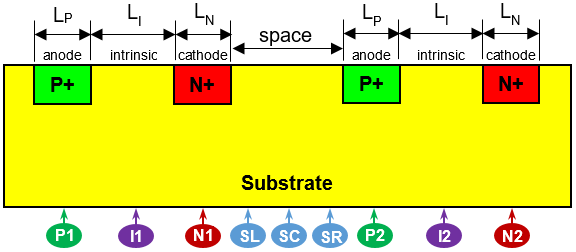 LP LI LN LP LI LN
space
anode intrinsic cathode anode intrinsic cathode
P+ N+ P+ N+
Substrate
P1 I1 N1 SL SC SR P2 I2 N2